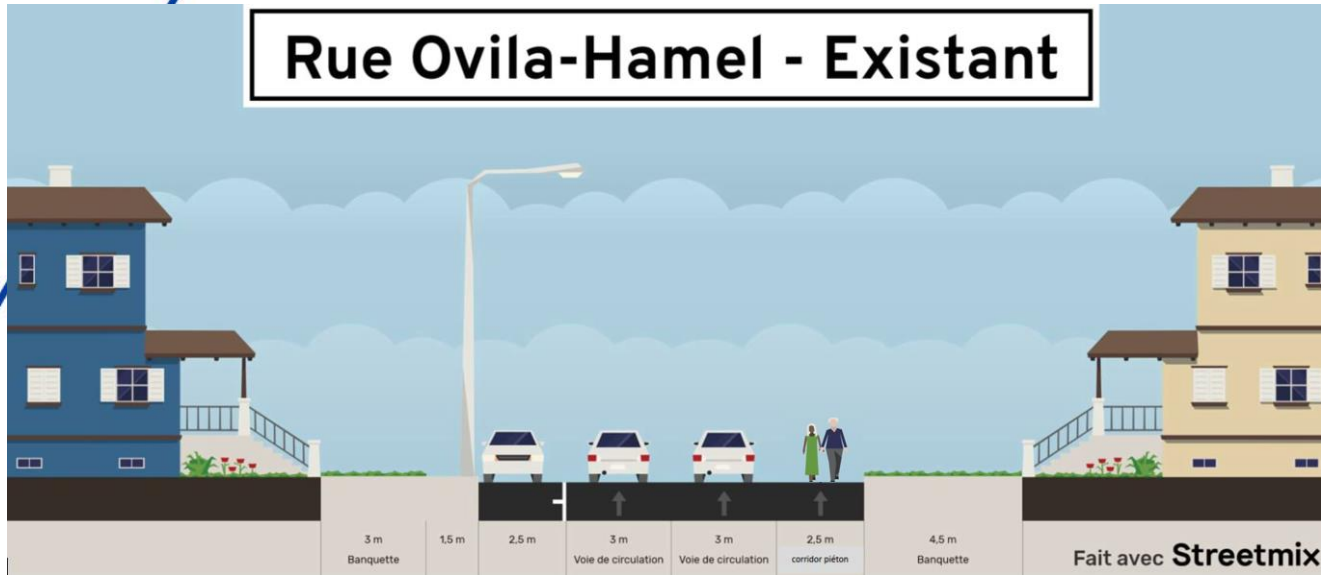 Rue Ovila-Hamel - Existant
3 m
Banquette
1,5 m
2,5 m
3 m
Voie de circulation
3 m
Voie de circulation
2,5 m
corridor piéton
4,5 m
Banquette
Fait avec Streetmix